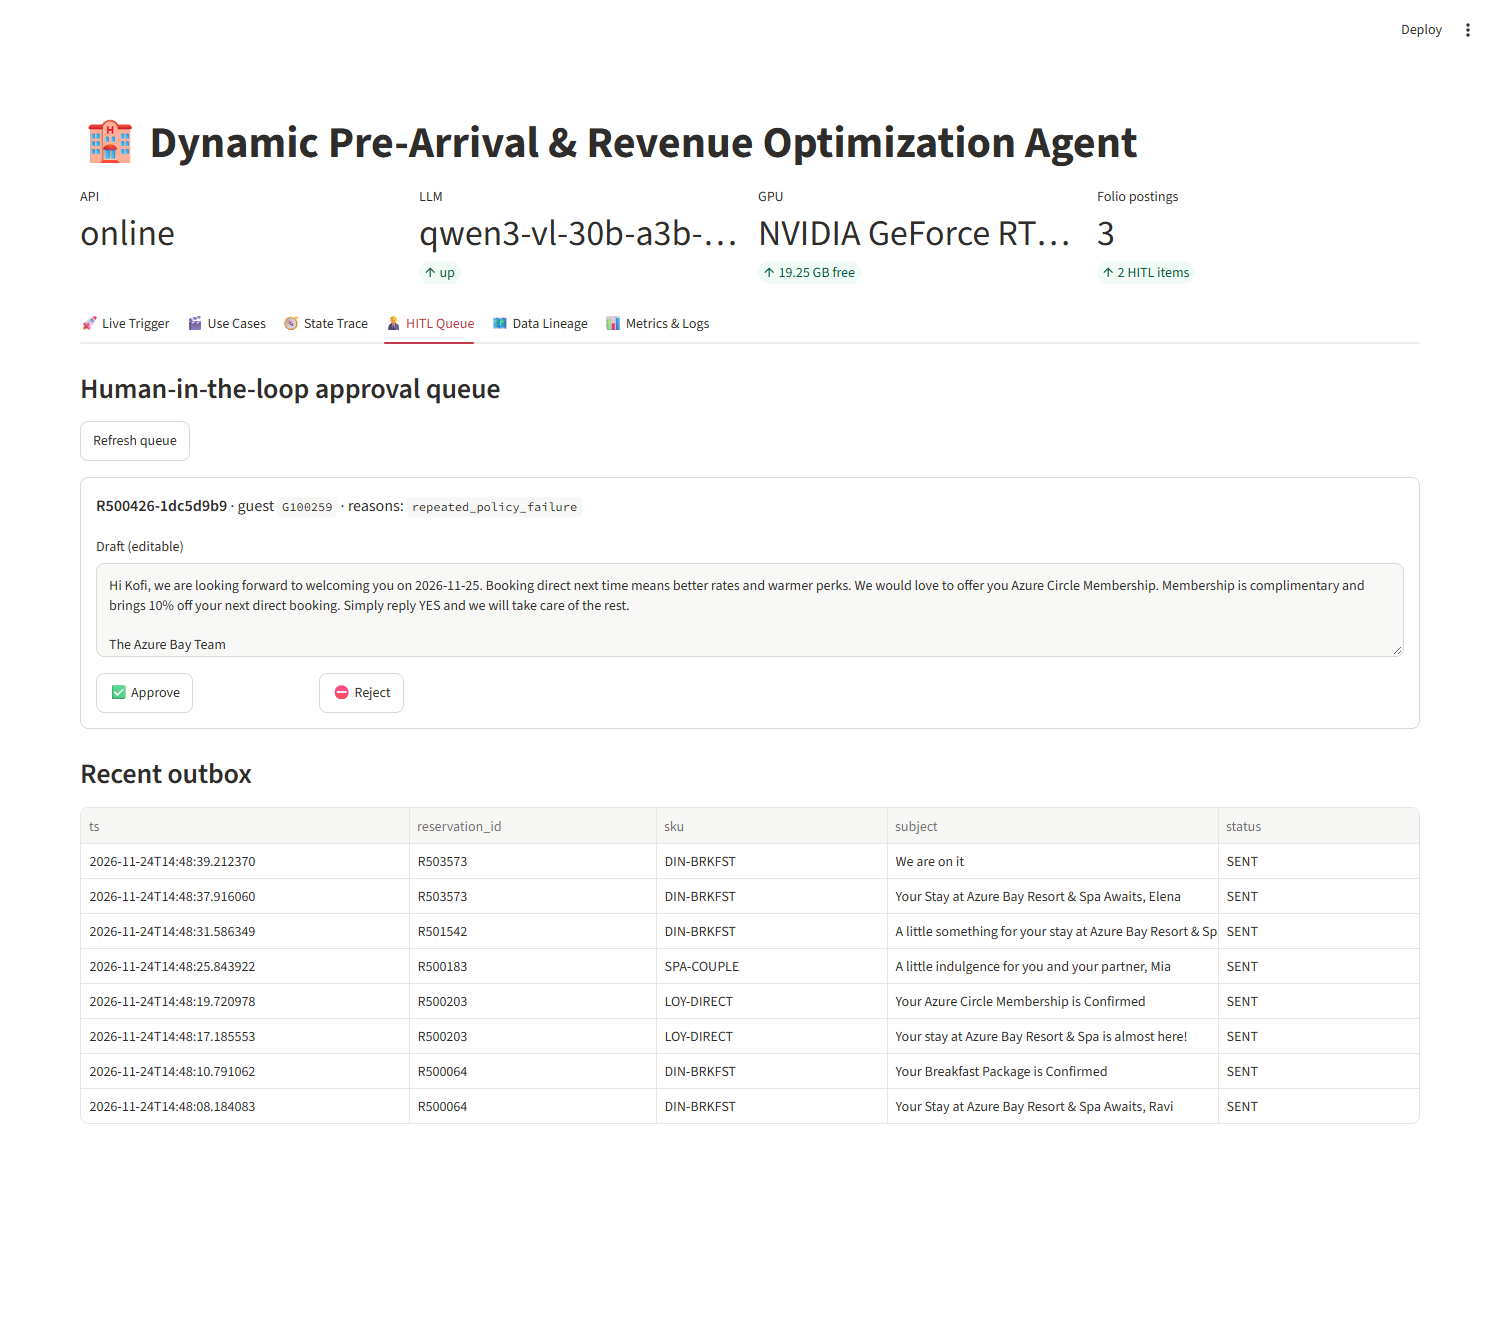 Deploy
Dynamic Pre-Arrival & Revenue Optimization Agent
API
online
LLM
qwen3-vl-30b-a3b-…
↑ up
GPU
NVIDIA GeForce RT…
↑ 19.25 GB free
Folio postings
3
↑ 2 HITL items
Live Trigger
Use Cases
State Trace
HITL Queue
Data Lineage
Metrics & Logs
Human-in-the-loop approval queue
Refresh queue
R500426-1dc5d9b9 · guest G100259 · reasons: repeated_policy_failure
Draft (editable)
Hi Kofi, we are looking forward to welcoming you on 2026-11-25. Booking direct next time means better rates and warmer perks. We would love to offer you Azure Circle Membership. Membership is complimentary and
brings 10% off your next direct booking. Simply reply YES and we will take care of the rest.
The Azure Bay Team
Approve
Reject
Recent outbox
ts reservation_id sku subject status
2026-11-24T14:48:39.212370 R503573 DIN-BRKFST We are on it SENT
2026-11-24T14:48:37.916060 R503573 DIN-BRKFST Your Stay at Azure Bay Resort & Spa Awaits, Elena SENT
2026-11-24T14:48:31.586349 R501542 DIN-BRKFST A little something for your stay at Azure Bay Resort & Sp SENT
2026-11-24T14:48:25.843922 R500183 SPA-COUPLE A little indulgence for you and your partner, Mia SENT
2026-11-24T14:48:19.720978 R500203 LOY-DIRECT Your Azure Circle Membership is Confirmed SENT
2026-11-24T14:48:17.185553 R500203 LOY-DIRECT Your stay at Azure Bay Resort & Spa is almost here! SENT
2026-11-24T14:48:10.791062 R500064 DIN-BRKFST Your Breakfast Package is Confirmed SENT
2026-11-24T14:48:08.184083 R500064 DIN-BRKFST Your Stay at Azure Bay Resort & Spa Awaits, Ravi SENT